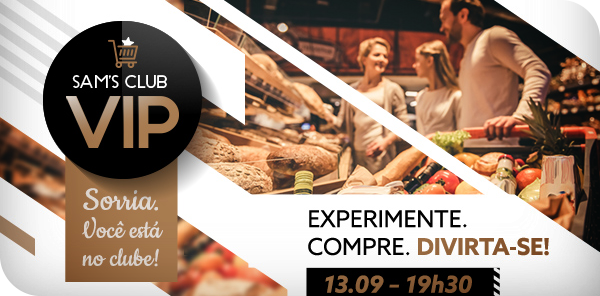 SAM'S CLUB
VIP
Sorria.
Você está
no clube!
EXPERIMENTE.
COMPRE. DIVIRTA-SE!
13.09 – 19h30